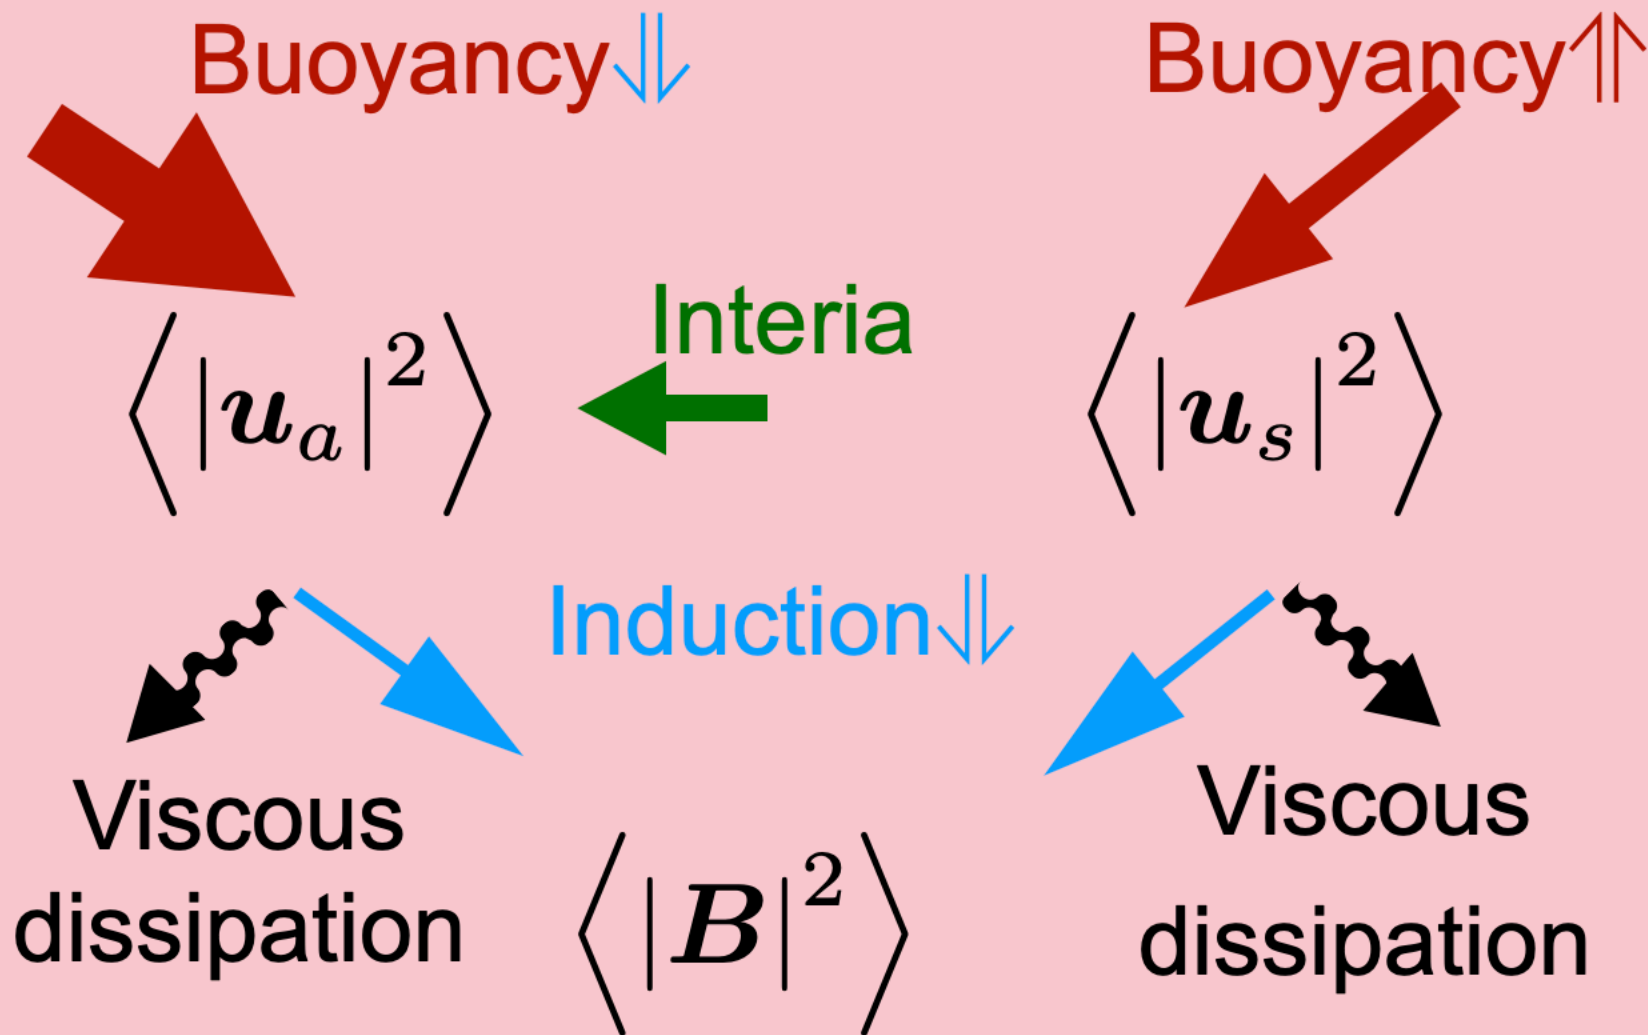 Buoyancy⇓ Buoyancy⇑
Interia
⟨|u_a|²⟩ ⟨|u_s|²⟩
Induction⇓
Viscous
dissipation
Viscous
dissipation
⟨|B|²⟩